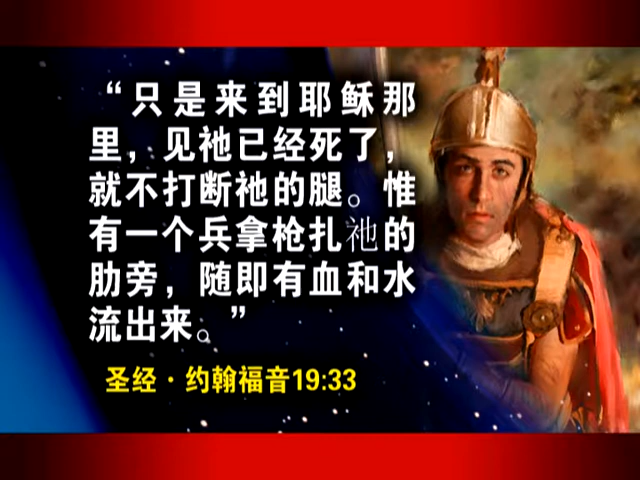 “只是来到耶稣那
里，见祂已经死了，
就不打断祂的腿。惟
有一个兵拿枪扎祂的
肋旁，随即有血和水
流出来。”
圣经·约翰福音19:33